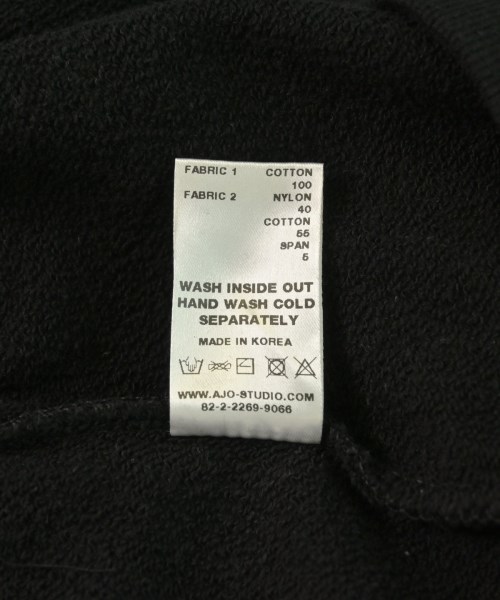 FABRIC 1 COTTON
100
FABRIC 2 NYLON
40
COTTON
55
SPAN
5
WASH INSIDE OUT
HAND WASH COLD
SEPARATELY
MADE IN KOREA
WWW.AJO-STUDIO.COM
82-2-2269-9066